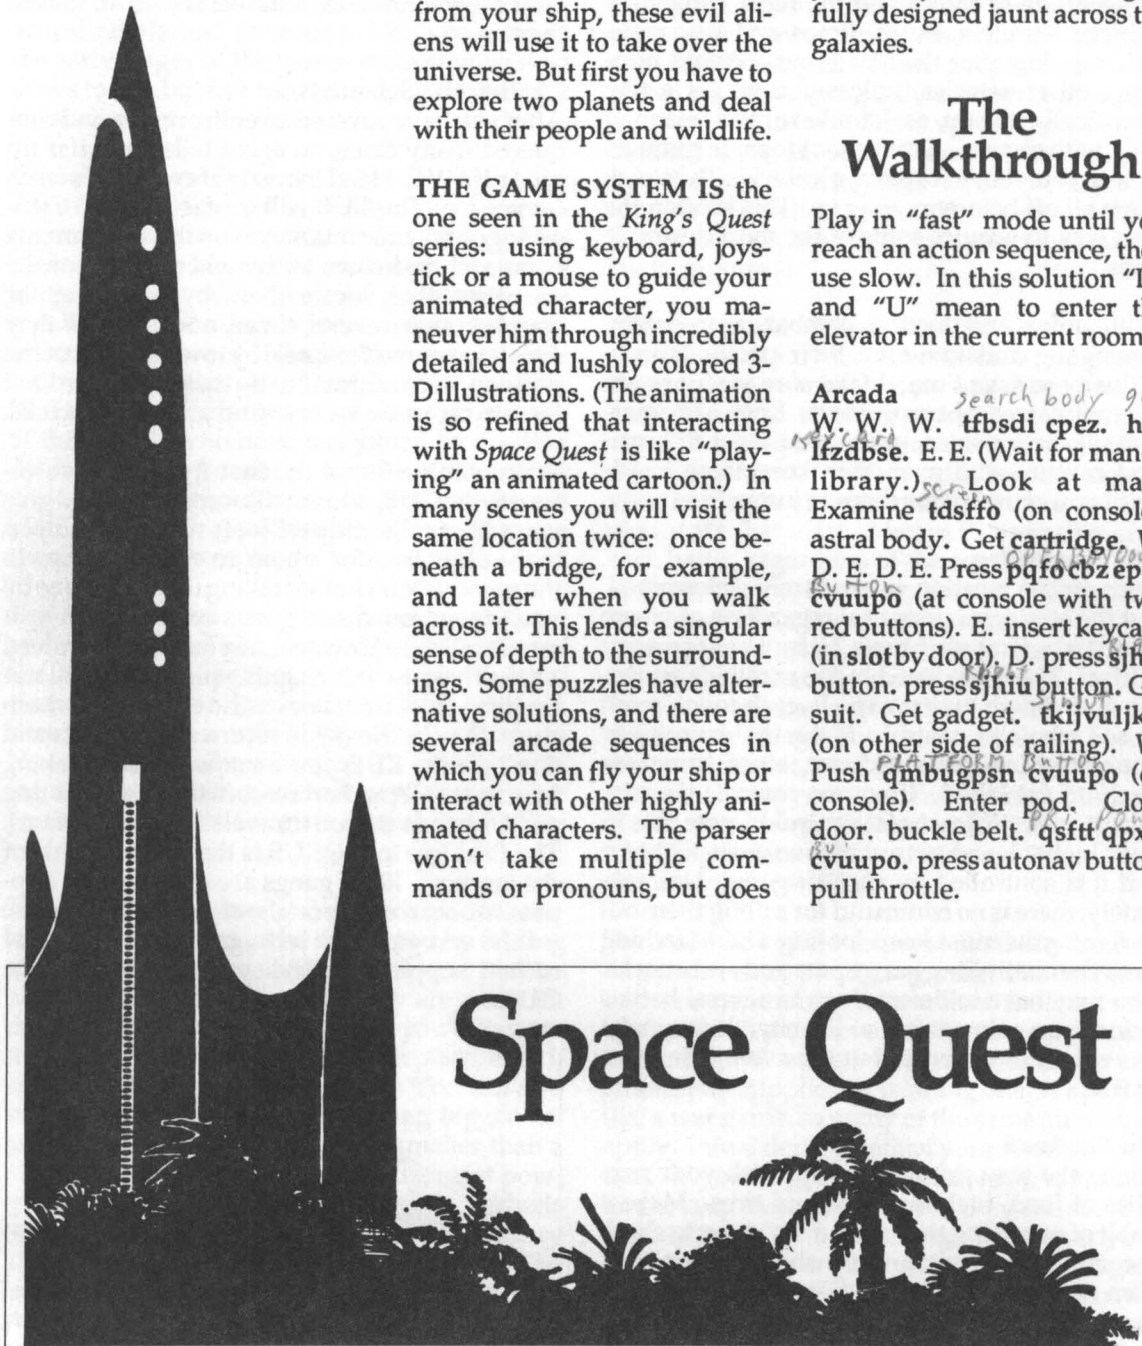 from your ship, these evil ali-
ens will use it to take over the
universe. But first you have to
explore two planets and deal
with their people and wildlife.
THE GAME SYSTEM IS the
one seen in the King's Quest
series: using keyboard, joys-
tick or mouse to guide your
animated character, you ma-
neuver him through incredibly
detailed and lushly colored 3-
D illustrations. (The animation
is so refined that interacting
with Space Quest is like "play-
ing" an animated cartoon.) In
many scenes you will visit the
same location twice: once be-
neath a bridge, for example,
and later when you walk
across it. This lends a singular
sense of depth to the surround-
ings. Some puzzles have alter-
native solutions, and there are
several arcade sequences in
which you can fly your ship or
interact with other highly ani-
mated characters. The parser
won't take multiple com-
mands or pronouns, but does
fully designed jaunt across t
galaxies.
The
Walkthrough
Play in "fast" mode until y
reach an action sequence, the
use slow. In this solution "
and "U" mean to enter th
elevator in the current room
Arcada
search body
W. W. W. tfbsdi cpez.
key card
lfzdbse. E. E. (Wait for man
library.) Look at ma
screen
Examine tdsffo (on console
astral body. Get cartridge. W
D. E. D. E. Press pqfo cbz ep
Button
cvuupo (at console with tw
red buttons). E. insert keycar
(in slot by door). D. press sjh
right
button. press sjhiu button. G
suit. Get gadget. tkijvuljk
(on other side of railing). W
PLATFORM BUTTON
Push qmbugpsn cvuupo (o
console). Enter pod. Clo
door. buckle belt. qsftt qpx
cvuupo. press autonav butto
pull throttle.
Space Quest